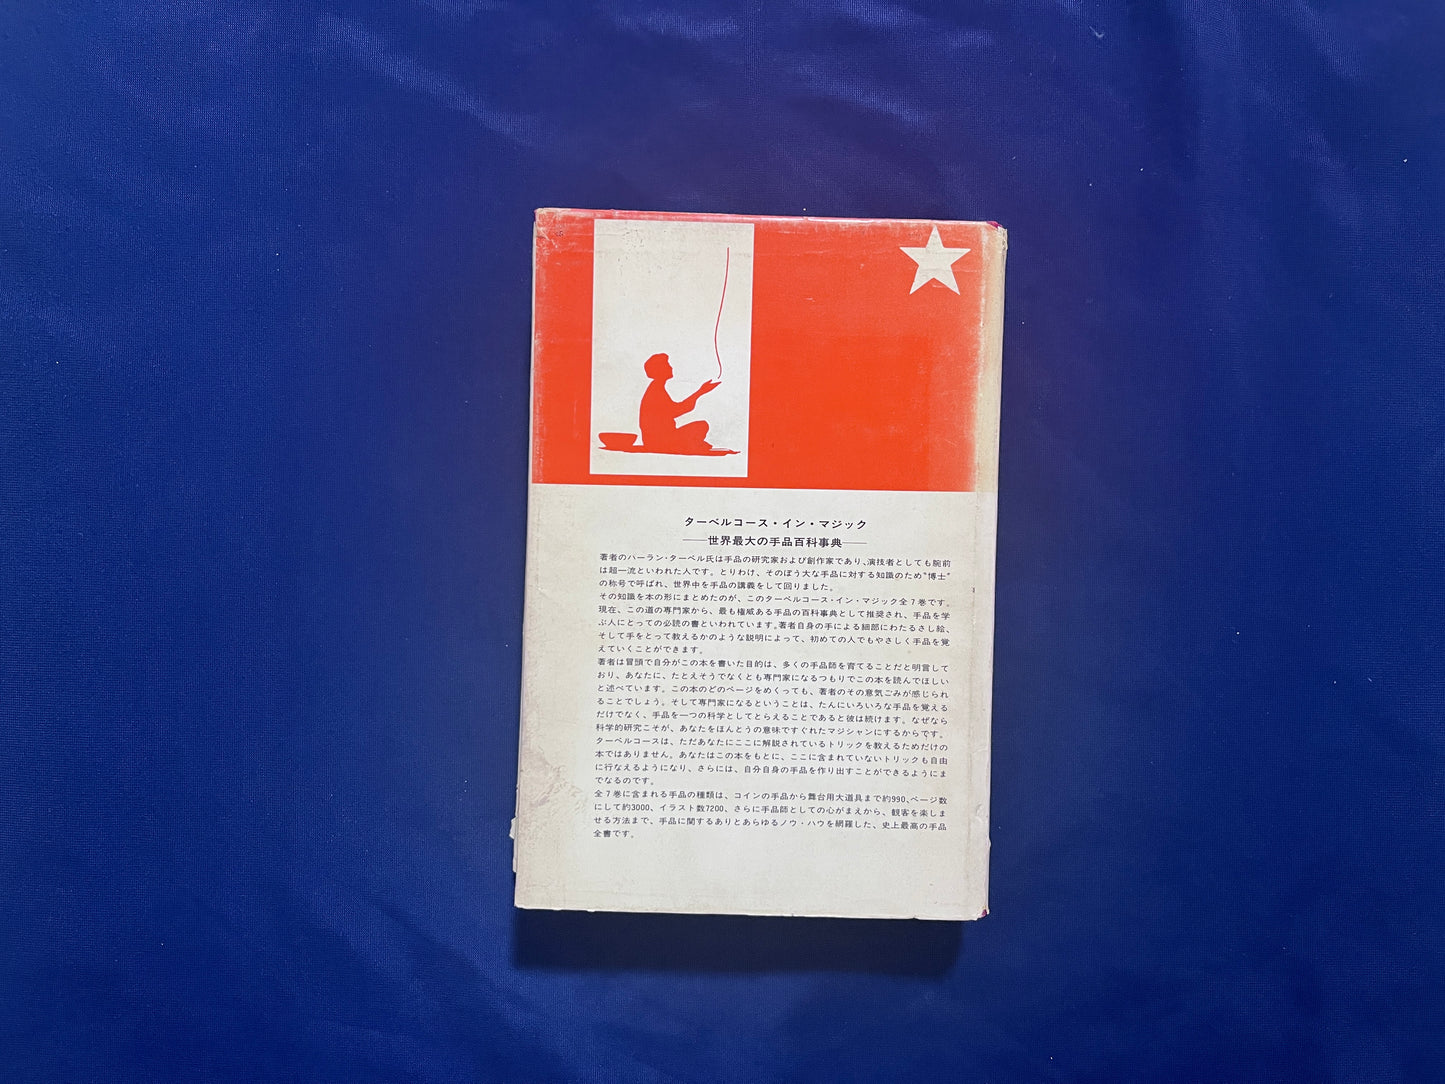 ターベルコース・イン・マジック
——世界最大の手品百科事典——
著者のハーラン・ターベル氏は手品の研究家および創作家であり、演技者としても腕前
は超一流といわれた人です。とりわけ、そのぼう大な手品に対する知識のため"博士"
の称号で呼ばれ、世界中を手品の講義をして回りました。
その知識を本の形にまとめたのが、このターベルコース・イン・マジック全7巻です。
現在、この道の専門家から、最も権威ある手品の百科事典として推奨され、手品を学
ぶ人にとっての必読の書といわれています。著者自身の手による細部にわたるさし絵、
そして手をとって教えるかのような説明によって、初めての人でもやさしく手品を覚
えていくことができます。
著者は冒頭で自分がこの本を書いた目的は、多くの手品師を育てることだと明言して
おり、あなたに、たとえそうでなくとも専門家になるつもりでこの本を読んでほしい
と述べています。この本のどのページをめくっても、著者のその意気ごみが感じられ
ることでしょう。そして専門家になるということは、たんにいろいろな手品を覚える
だけでなく、手品を一つの科学としてとらえることであると彼は続けます。なぜなら
科学的研究こそが、あなたをほんとうの意味ですぐれたマジシャンにするからです。
ターベルコースは、ただあなたにここに解説されているトリックを教えるためだけの
本ではありません。あなたはこの本をもとに、ここに含まれていないトリックも自由
に行なえるようになり、さらには、自分自身の手品を作り出すことができるようにま
でなるのです。
全7巻に含まれる手品の種類は、コインの手品から舞台用大道具まで約990、ページ数
にして約3000、イラスト数7200、さらに手品師としての心がまえから、観客を楽しま
せる方法まで、手品に関するありとあらゆるノウ・ハウを網羅した、史上最高の手品
全書です。